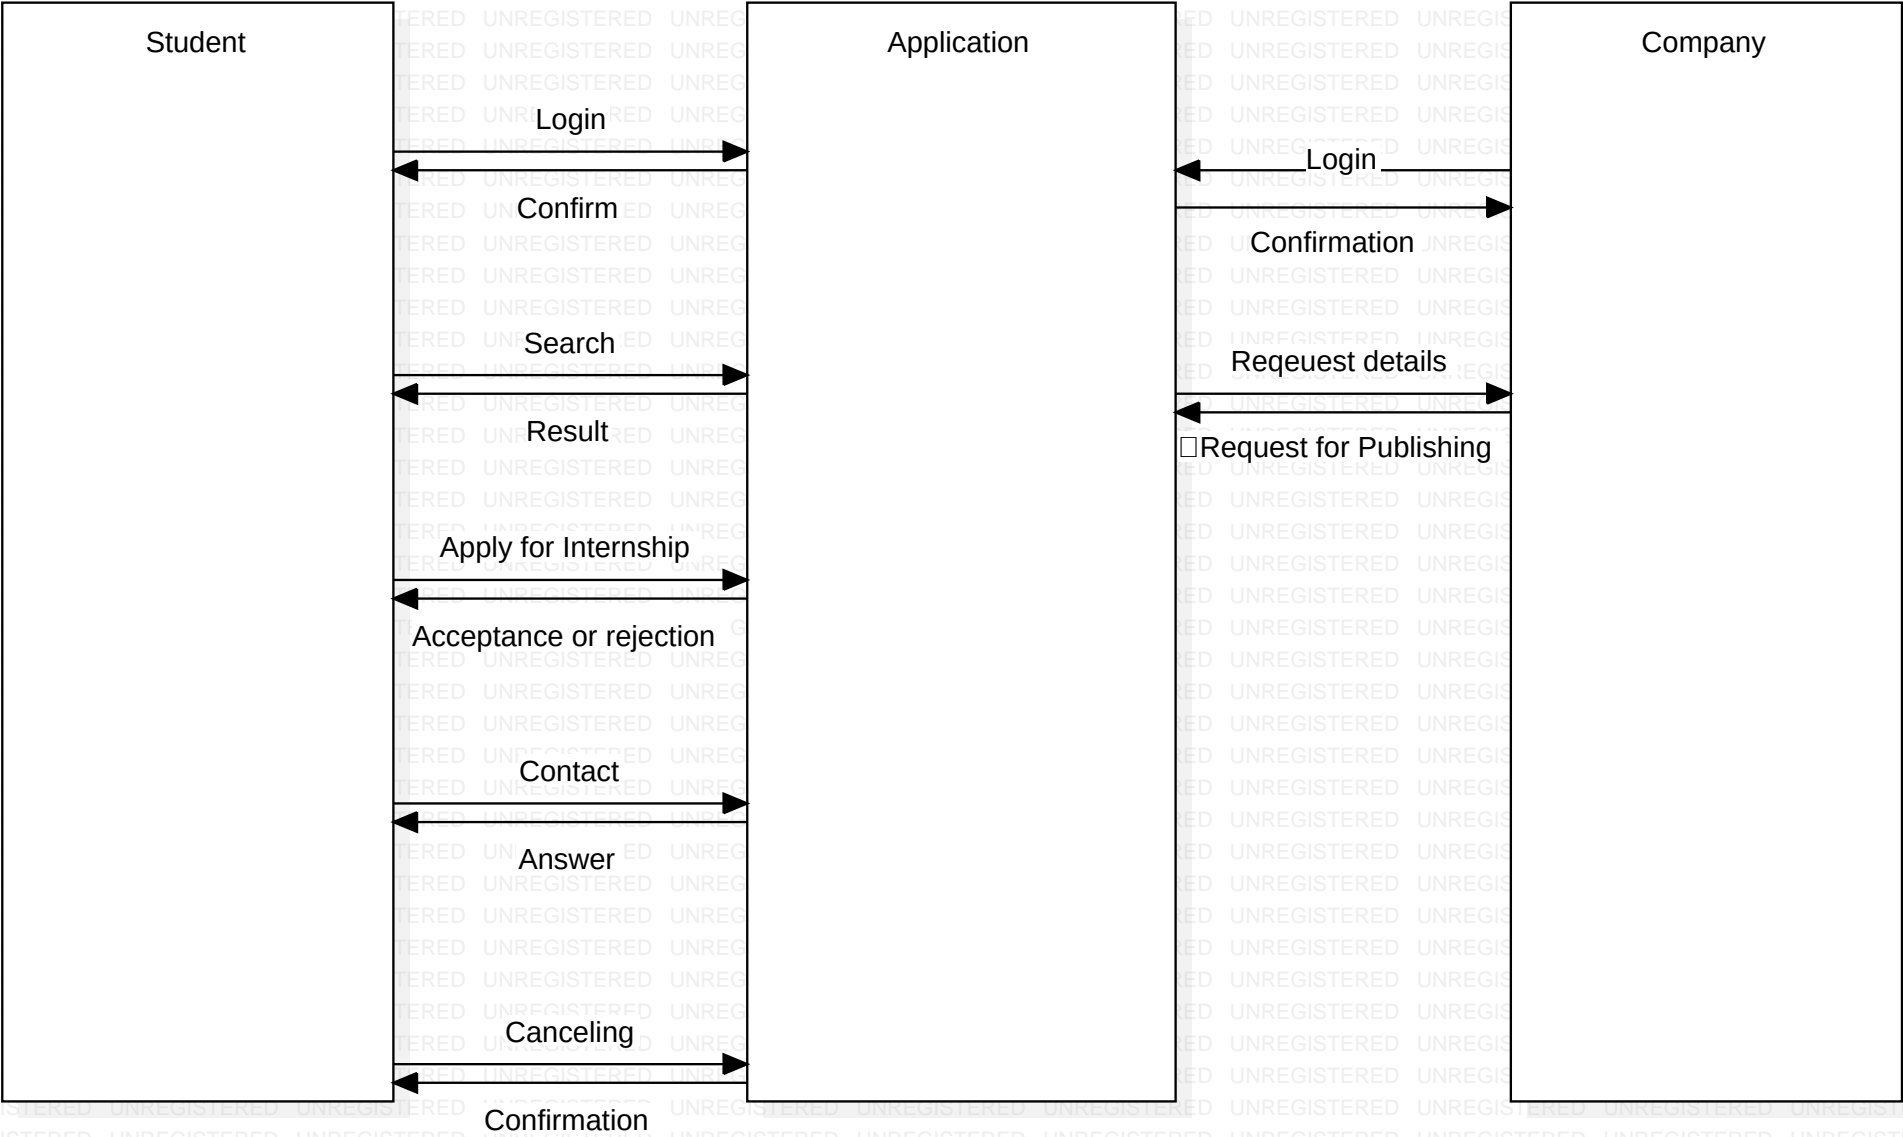 Student
Application
Company
Login
Login
Confirm
Confirmation
Search
Reqeuest details
Result
Request for Publishing
Apply for Internship
Acceptance or rejection
Contact
Answer
Canceling
Confirmation
UNREGISTERED